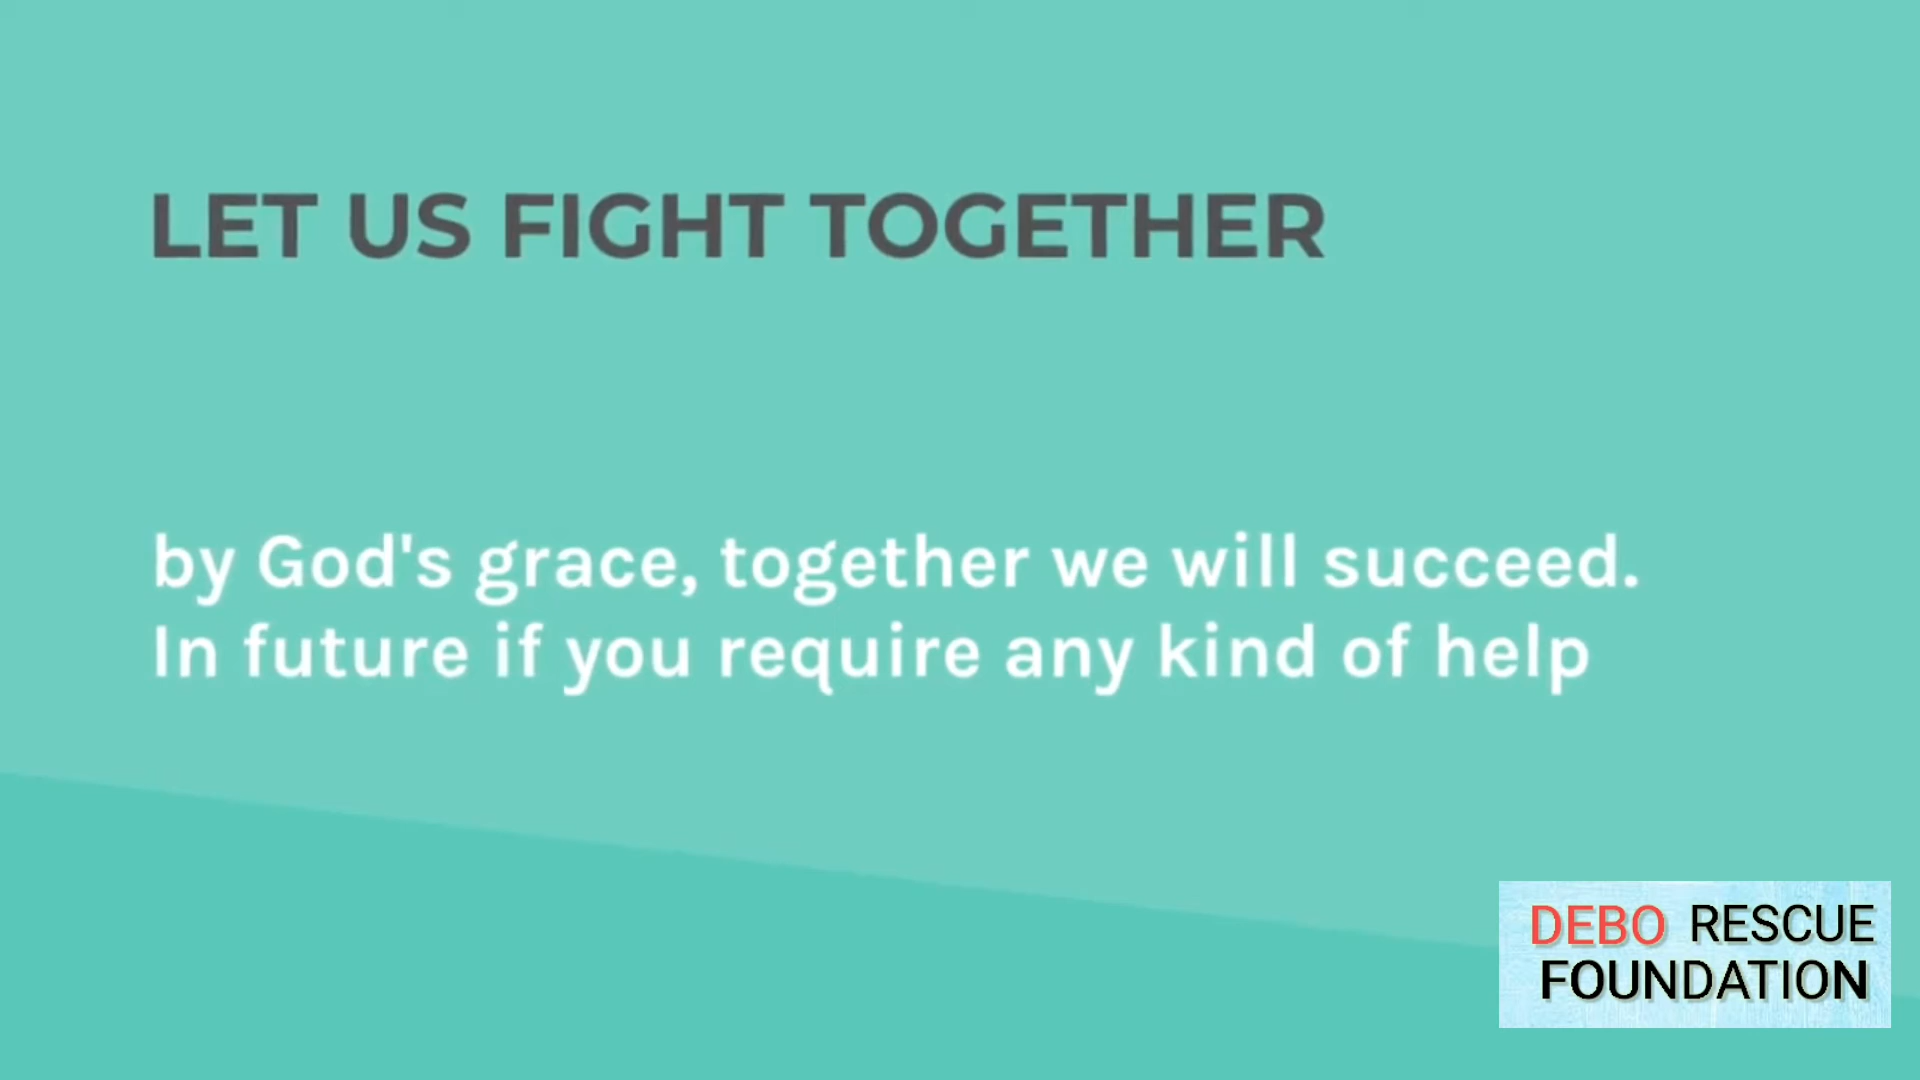 LET US FIGHT TOGETHER
by God's grace, together we will succeed.
In future if you require any kind of help
DEBO RESCUE
FOUNDATION